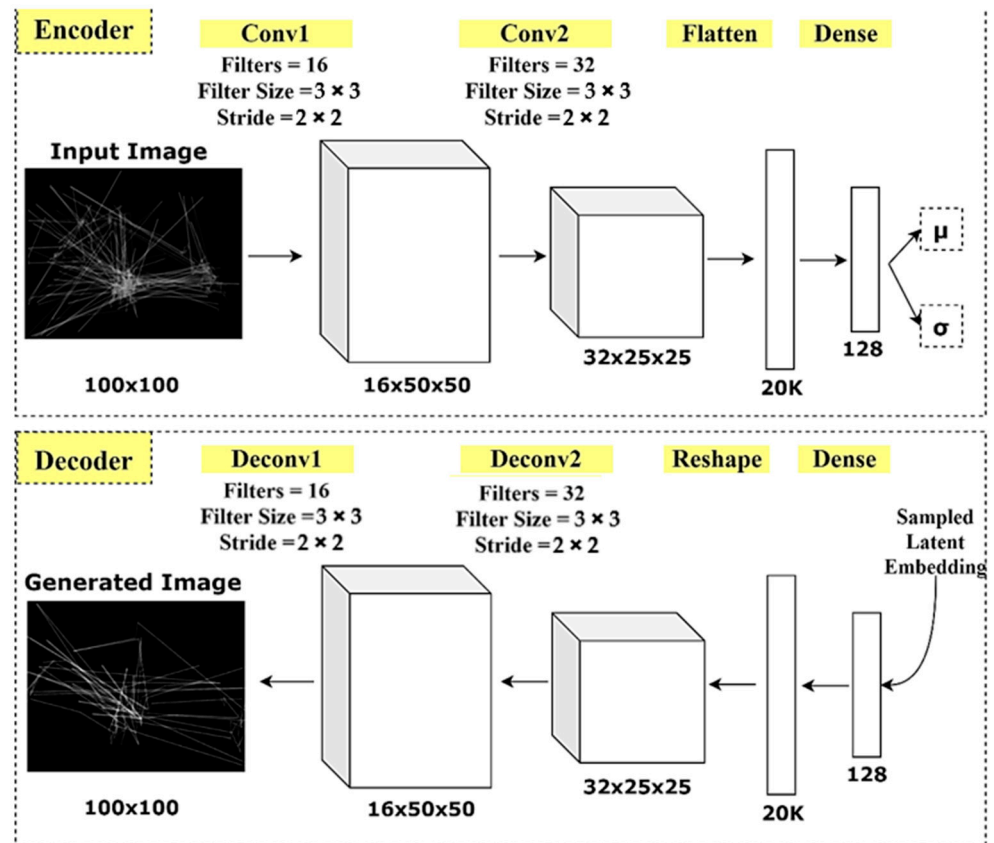 Encoder
Conv1
Filters = 16
Filter Size =3 × 3
Stride =2 × 2
Conv2
Filters = 32
Filter Size =3 × 3
Stride =2 × 2
Flatten
Dense
Input Image
100x100
16x50x50
32x25x25
20K
128
μ
σ
Decoder
Deconv1
Filters = 16
Filter Size =3 × 3
Stride =2 × 2
Deconv2
Filters = 32
Filter Size =3 × 3
Stride =2 × 2
Reshape
Dense
Sampled
Latent
Embedding
Generated Image
100x100
16x50x50
32x25x25
20K
128